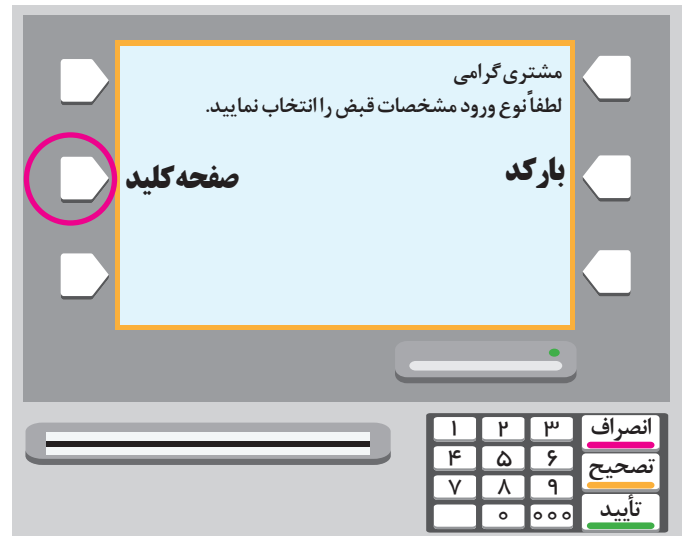 مشتری گرامی
لطفاً نوع ورود مشخصات قبض را انتخاب نمایید.
بارکد
صفحه کلید
۱ ۲ ۳ انصراف
۴ ۵ ۶ تصحیح
۷ ۸ ۹
۰ ۰۰۰ تأیید